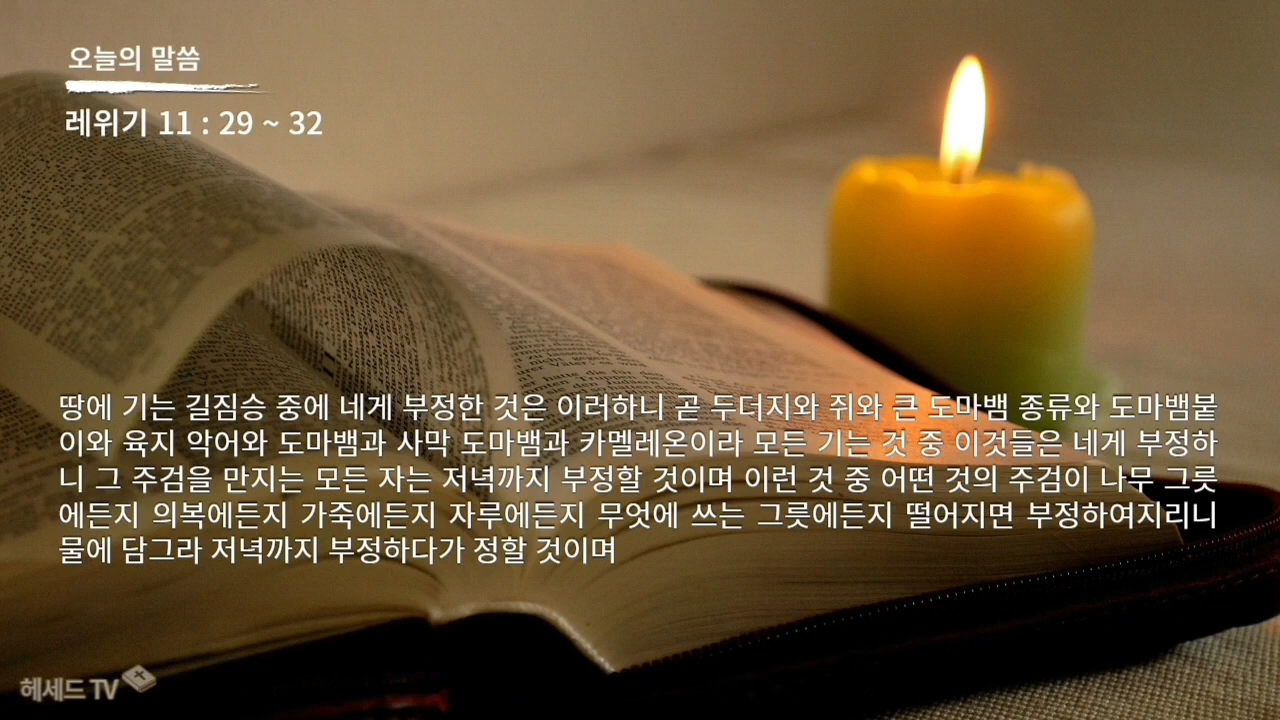 오늘의 말씀
레위기 11 : 29 ~ 32
땅에 기는 길짐승 중에 네게 부정한 것은 이러하니 곧 두더지와 쥐와 큰 도마뱀 종류와 도마뱀붙
이와 육지 악어와 도마뱀과 사막 도마뱀과 카멜레온이라 모든 기는 것 중 이것들은 네게 부정하
니 그 주검을 만지는 모든 자는 저녁까지 부정할 것이며 이런 것 중 어떤 것의 주검이 나무 그릇
에든지 의복에든지 가죽에든지 자루에든지 무엇에 쓰는 그릇에든지 떨어지면 부정하여지리니
물에 담그라 저녁까지 부정하다가 정할 것이며
헤세드 TV